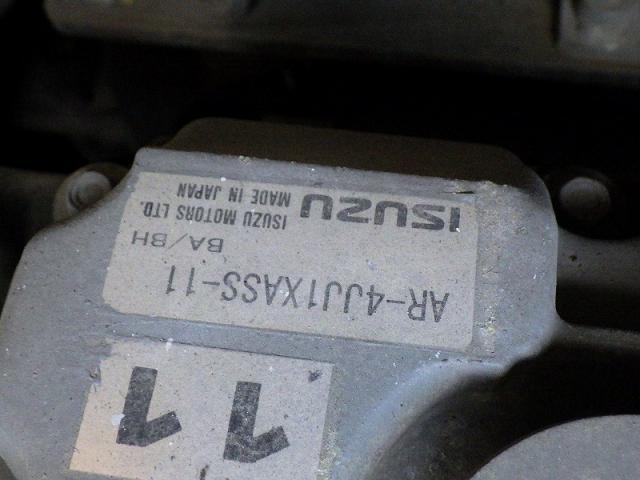 ISUZU
ISUZU MOTORS LTD.
MADE IN JAPAN
BA/BH
AR-4JJ1XASS-11
11